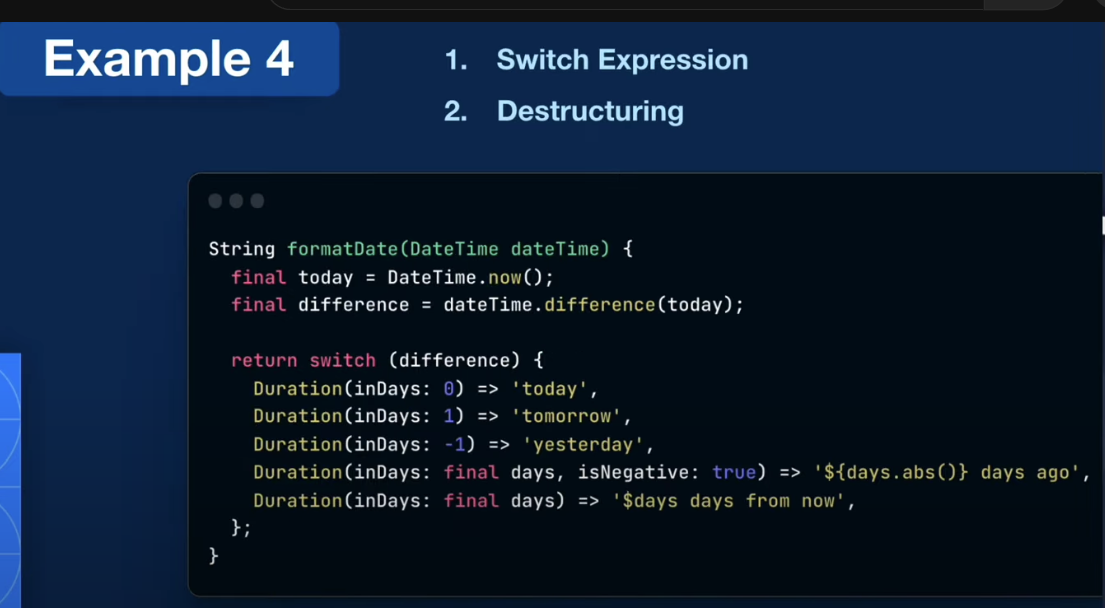 Example 4
1. Switch Expression
2. Destructuring
String formatDate(DateTime dateTime) {
  final today = DateTime.now();
  final difference = dateTime.difference(today);

  return switch (difference) {
    Duration(inDays: 0) => 'today',
    Duration(inDays: 1) => 'tomorrow',
    Duration(inDays: -1) => 'yesterday',
    Duration(inDays: final days, isNegative: true) => '${days.abs()} days ago',
    Duration(inDays: final days) => '$days days from now',
  };
}